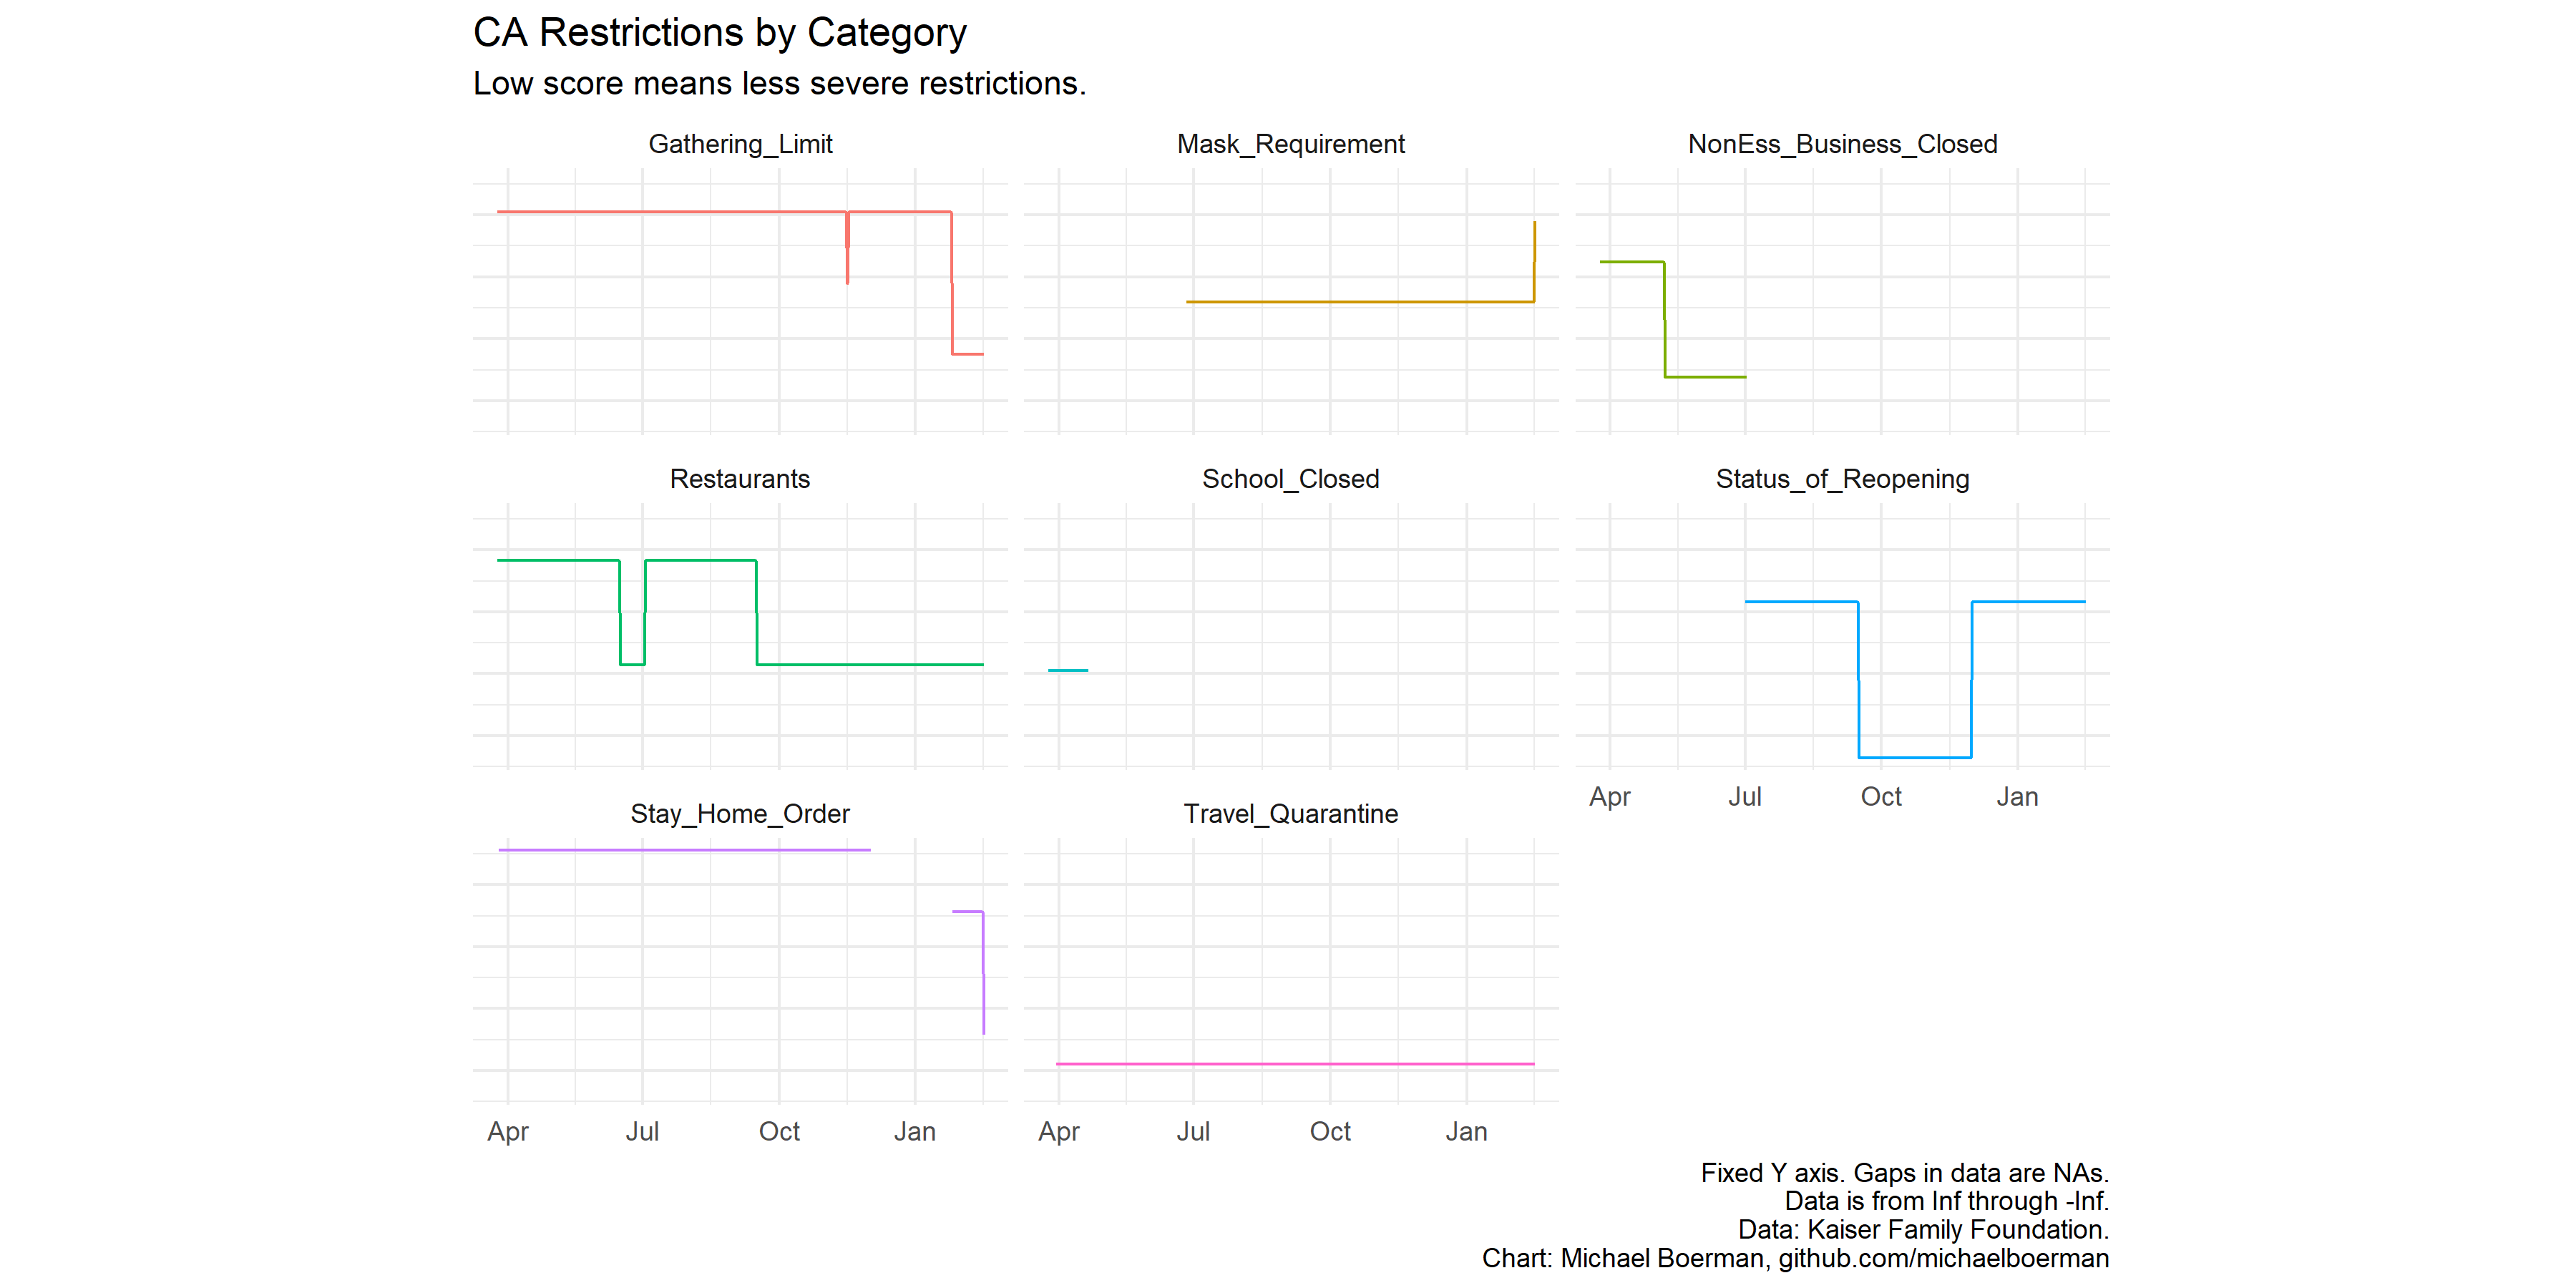 CA Restrictions by Category
Low score means less severe restrictions.
Gathering_Limit
Mask_Requirement
NonEss_Business_Closed
Restaurants
School_Closed
Status_of_Reopening
Apr Jul Oct Jan
Stay_Home_Order
Travel_Quarantine
Apr Jul Oct Jan
Apr Jul Oct Jan
Fixed Y axis. Gaps in data are NAs.
Data is from Inf through -Inf.
Data: Kaiser Family Foundation.
Chart: Michael Boerman, github.com/michaelboerman